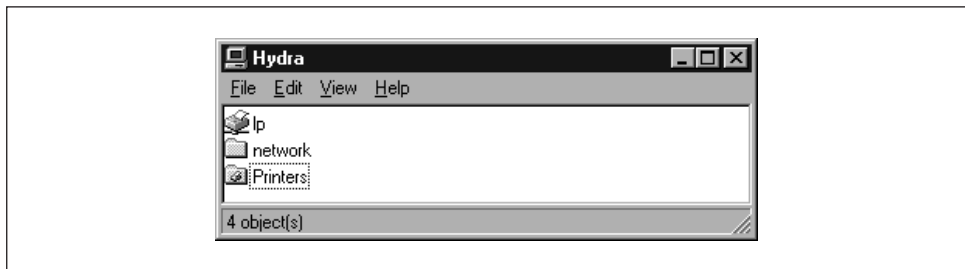 Hydra
File Edit View Help
lp
network
Printers
4 object(s)